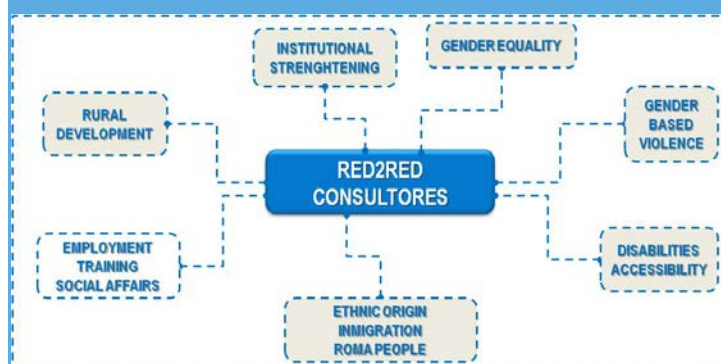 INSTITUTIONAL
STRENGHTENING
GENDER EQUALITY
RURAL
DEVELOPMENT
GENDER
BASED
VIOLENCE
RED2RED
CONSULTORES
EMPLOYMENT
TRAINING
SOCIAL AFFAIRS
DISABILITIES
ACCESSIBILITY
ETHNIC ORIGIN
INMIGRATION
ROMA PEOPLE